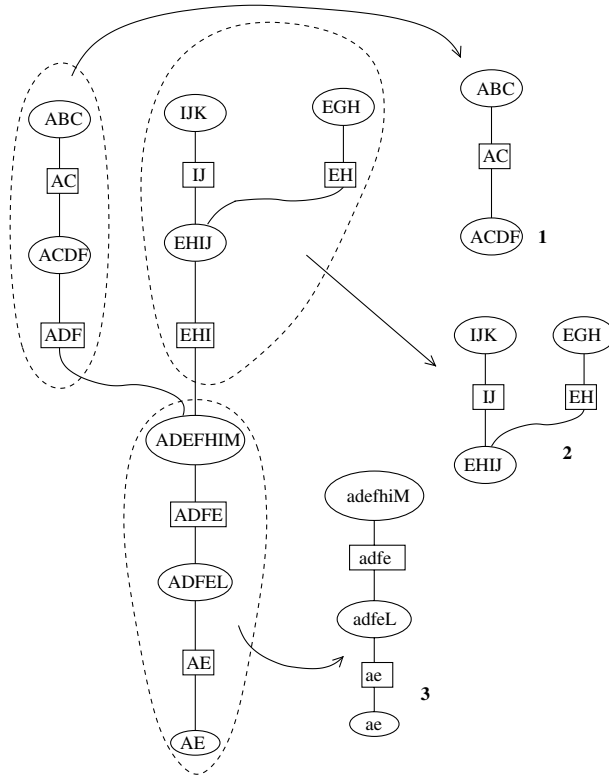 ABC
AC
ACDF
ADF
IJK
IJ
EHIJ
EHI
EGH
EH
ADEFHIM
ADFE
ADFEL
AE
AE
ABC
AC
ACDF
1
IJK
IJ
EHIJ
EGH
EH
2
adefhiM
adfe
adfeL
ae
ae
3